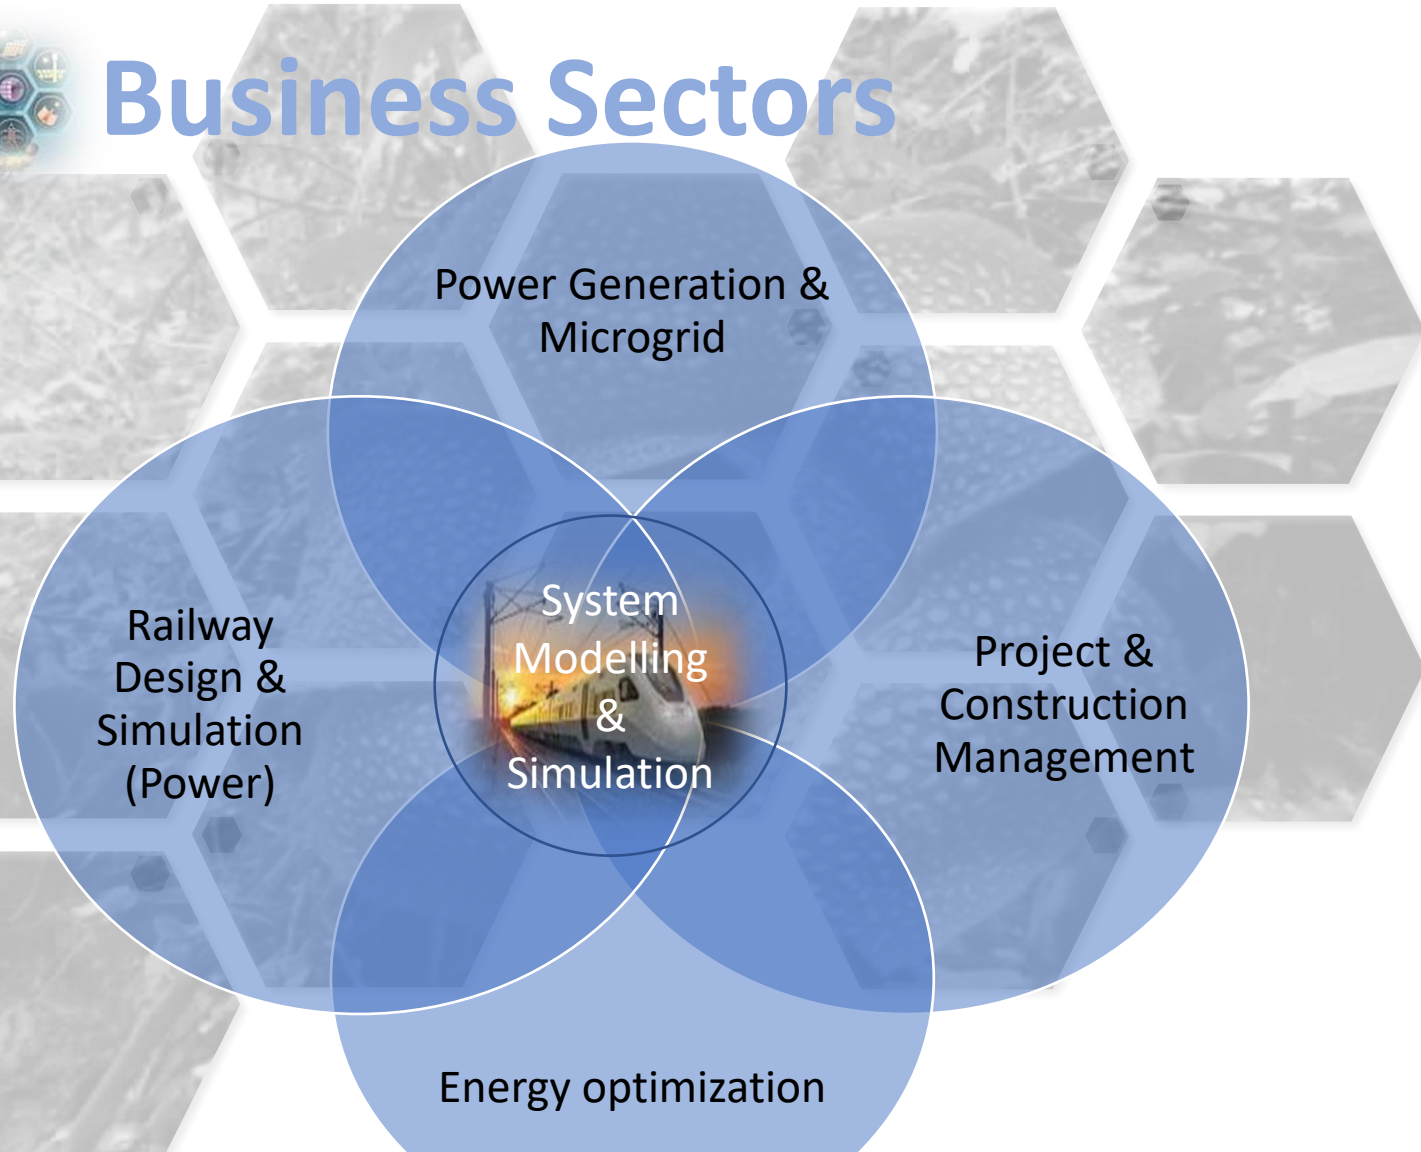 Business Sectors
Power Generation &
Microgrid
Railway
Design &
Simulation
(Power)
System
Modelling
&
Simulation
Project &
Construction
Management
Energy optimization